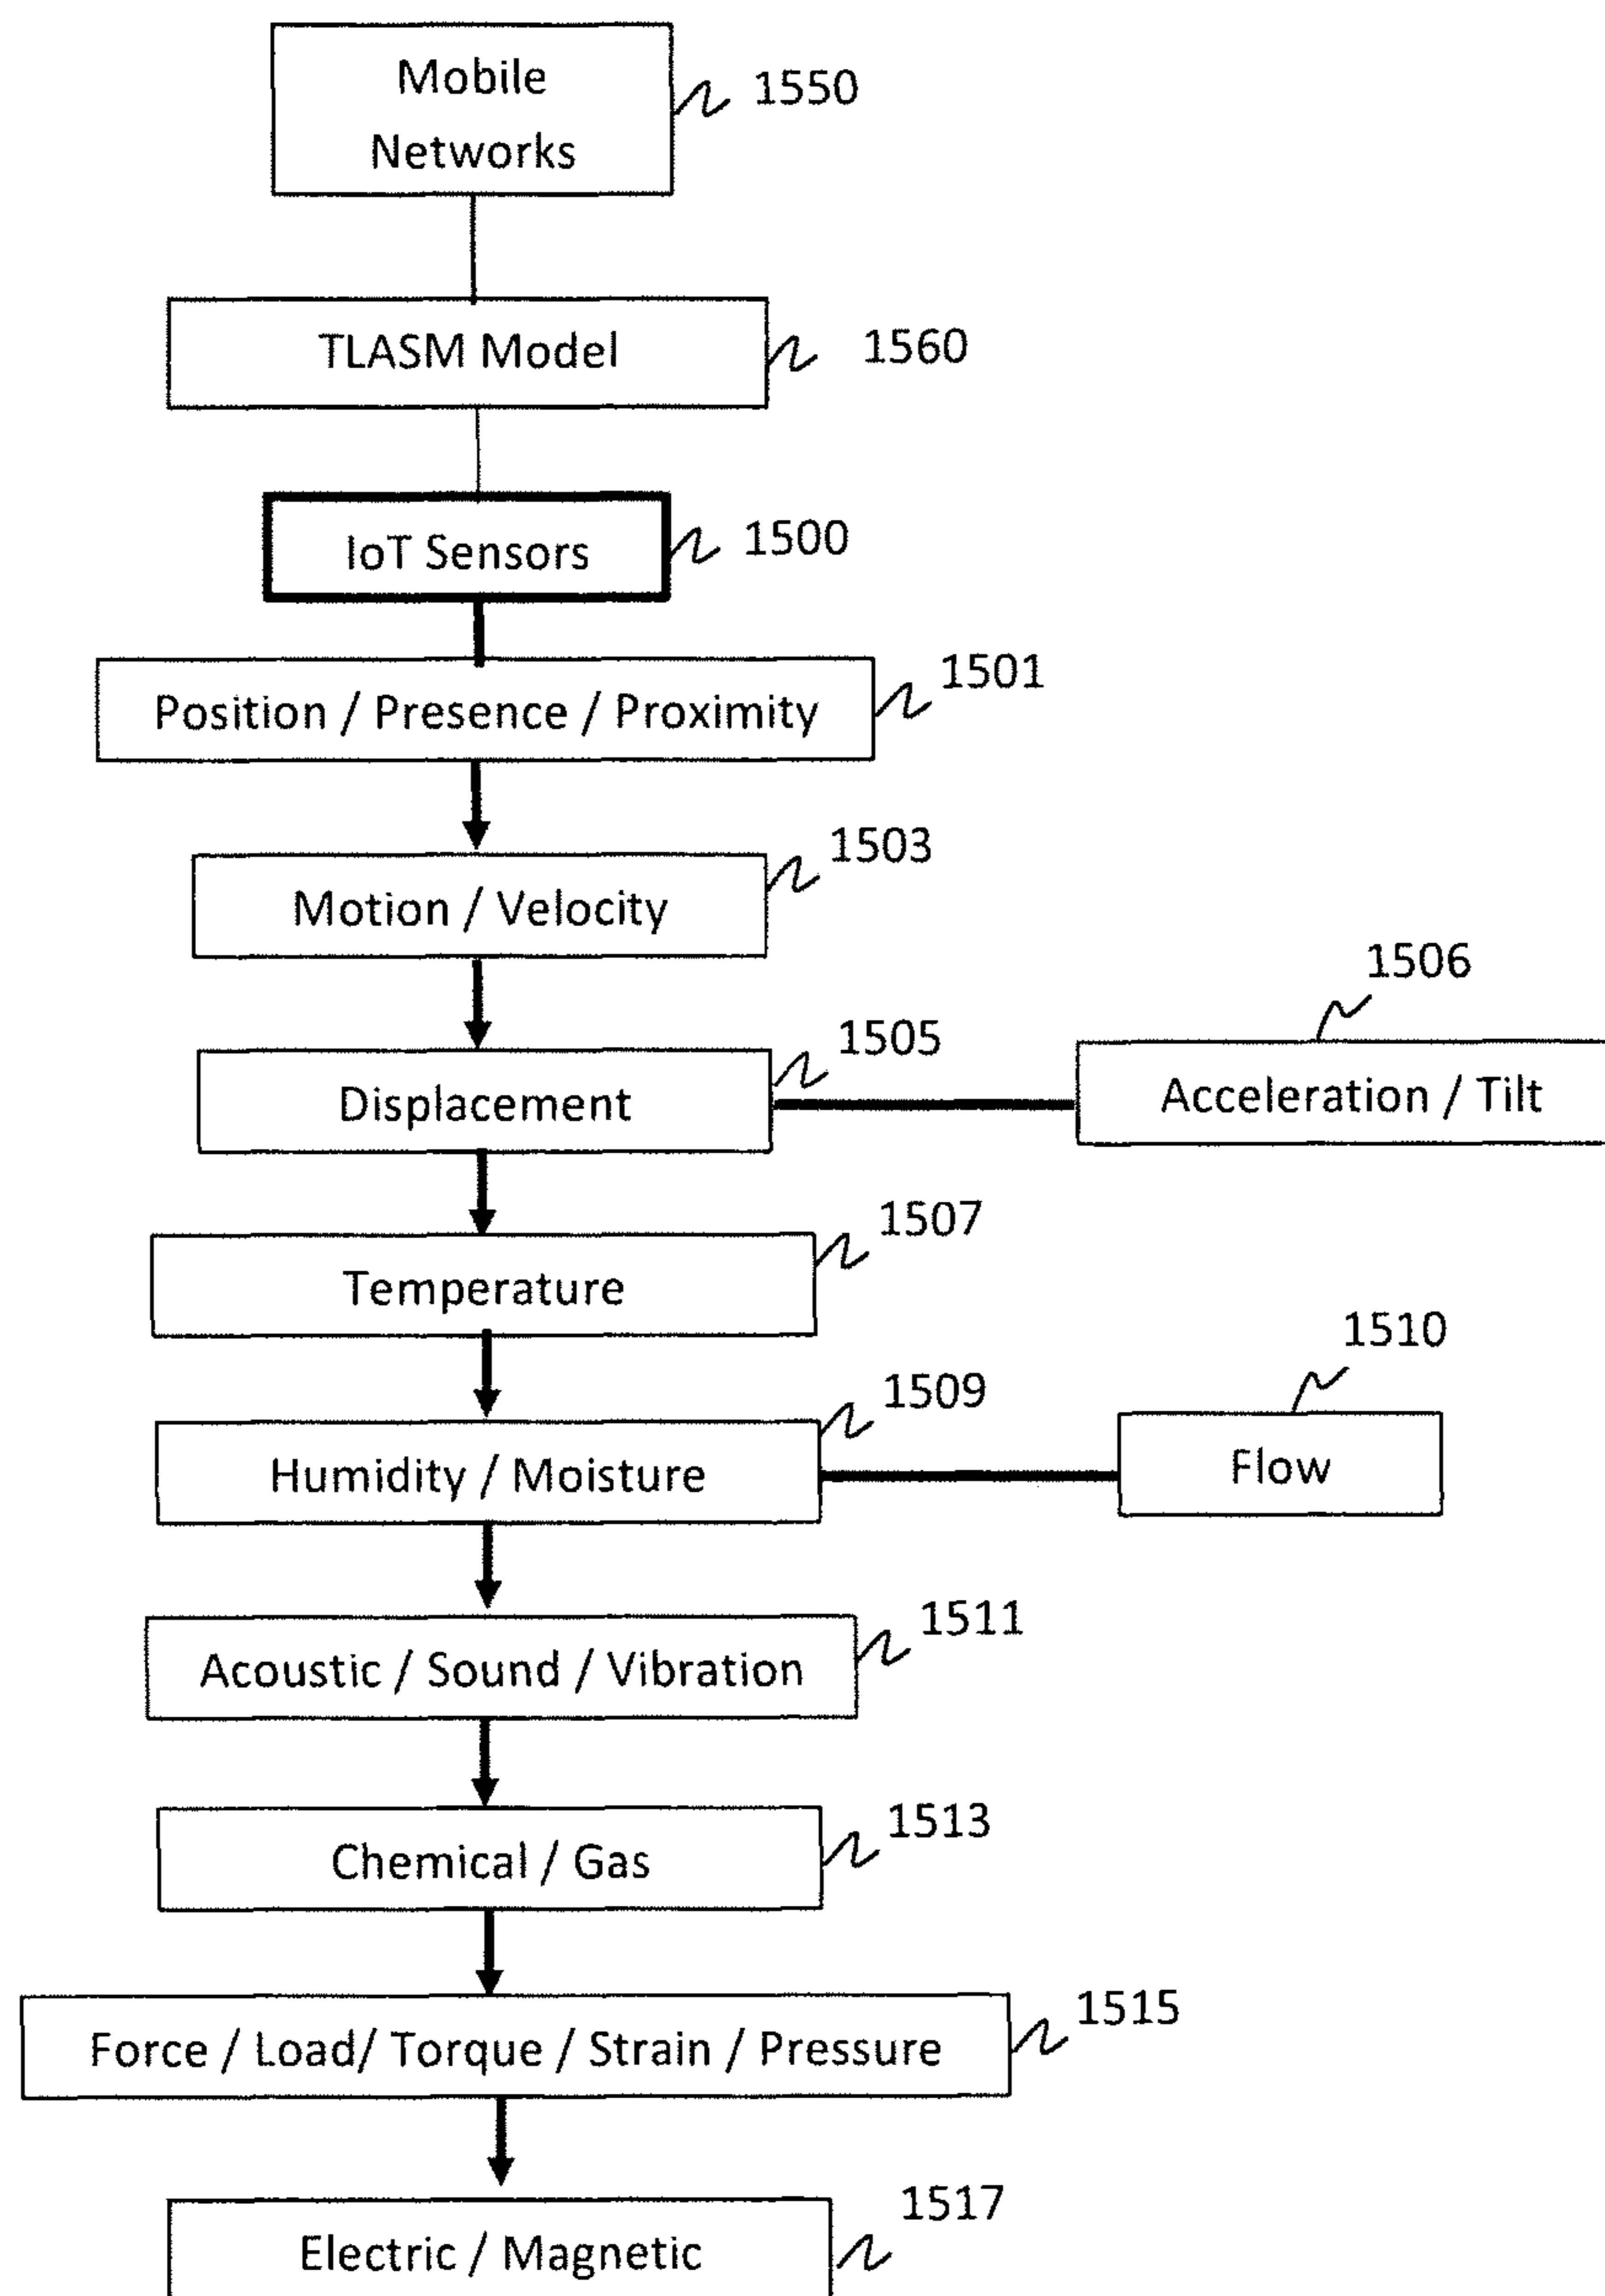 Mobile
Networks
1550
TLASM Model
1560
IoT Sensors
1500
Position / Presence / Proximity
1501
Motion / Velocity
1503
Displacement
1505
Acceleration / Tilt
1506
Temperature
1507
Humidity / Moisture
1509
Flow
1510
Acoustic / Sound / Vibration
1511
Chemical / Gas
1513
Force / Load/ Torque / Strain / Pressure
1515
Electric / Magnetic
1517